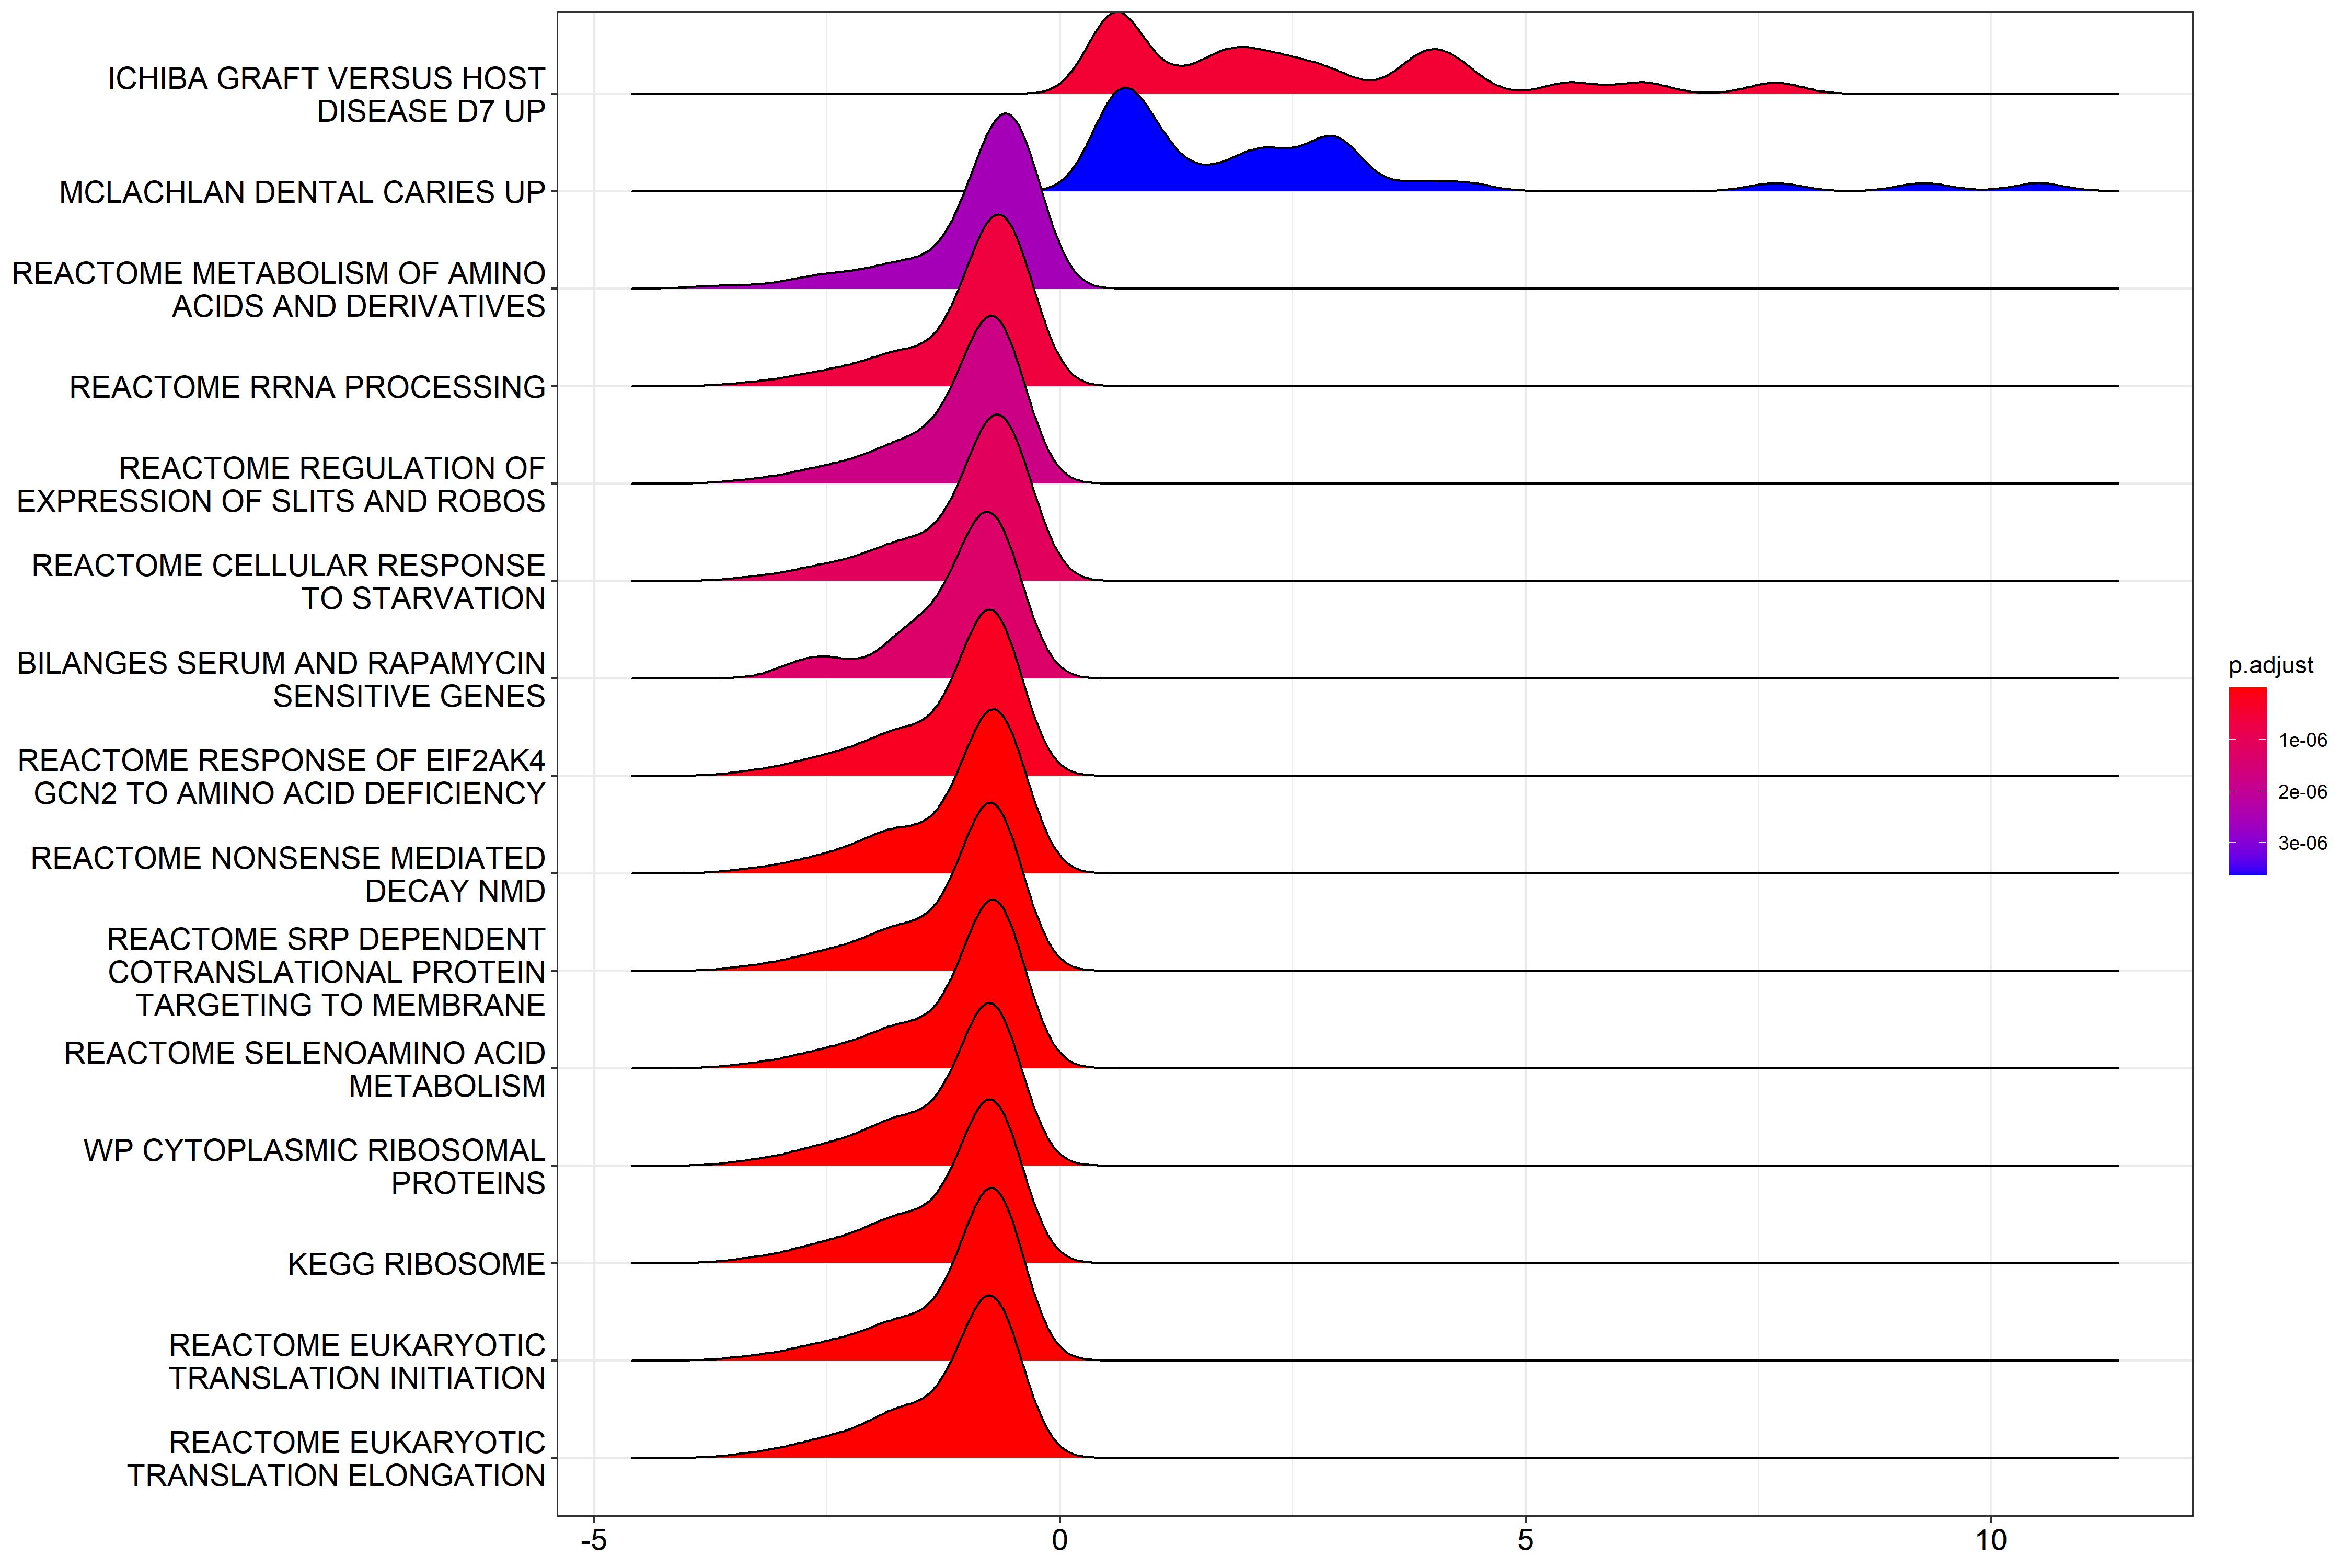 ICHIBA GRAFT VERSUS HOST
DISEASE D7 UP
MCLACHLAN DENTAL CARIES UP
REACTOME METABOLISM OF AMINO
ACIDS AND DERIVATIVES
REACTOME RRNA PROCESSING
REACTOME REGULATION OF
EXPRESSION OF SLITS AND ROBOS
REACTOME CELLULAR RESPONSE
TO STARVATION
BILANGES SERUM AND RAPAMYCIN
SENSITIVE GENES
REACTOME RESPONSE OF EIF2AK4
GCN2 TO AMINO ACID DEFICIENCY
REACTOME NONSENSE MEDIATED
DECAY NMD
REACTOME SRP DEPENDENT
COTRANSLATIONAL PROTEIN
TARGETING TO MEMBRANE
REACTOME SELENOAMINO ACID
METABOLISM
WP CYTOPLASMIC RIBOSOMAL
PROTEINS
KEGG RIBOSOME
REACTOME EUKARYOTIC
TRANSLATION INITIATION
REACTOME EUKARYOTIC
TRANSLATION ELONGATION
-5 0 5 10
p.adjust
1e-06
2e-06
3e-06